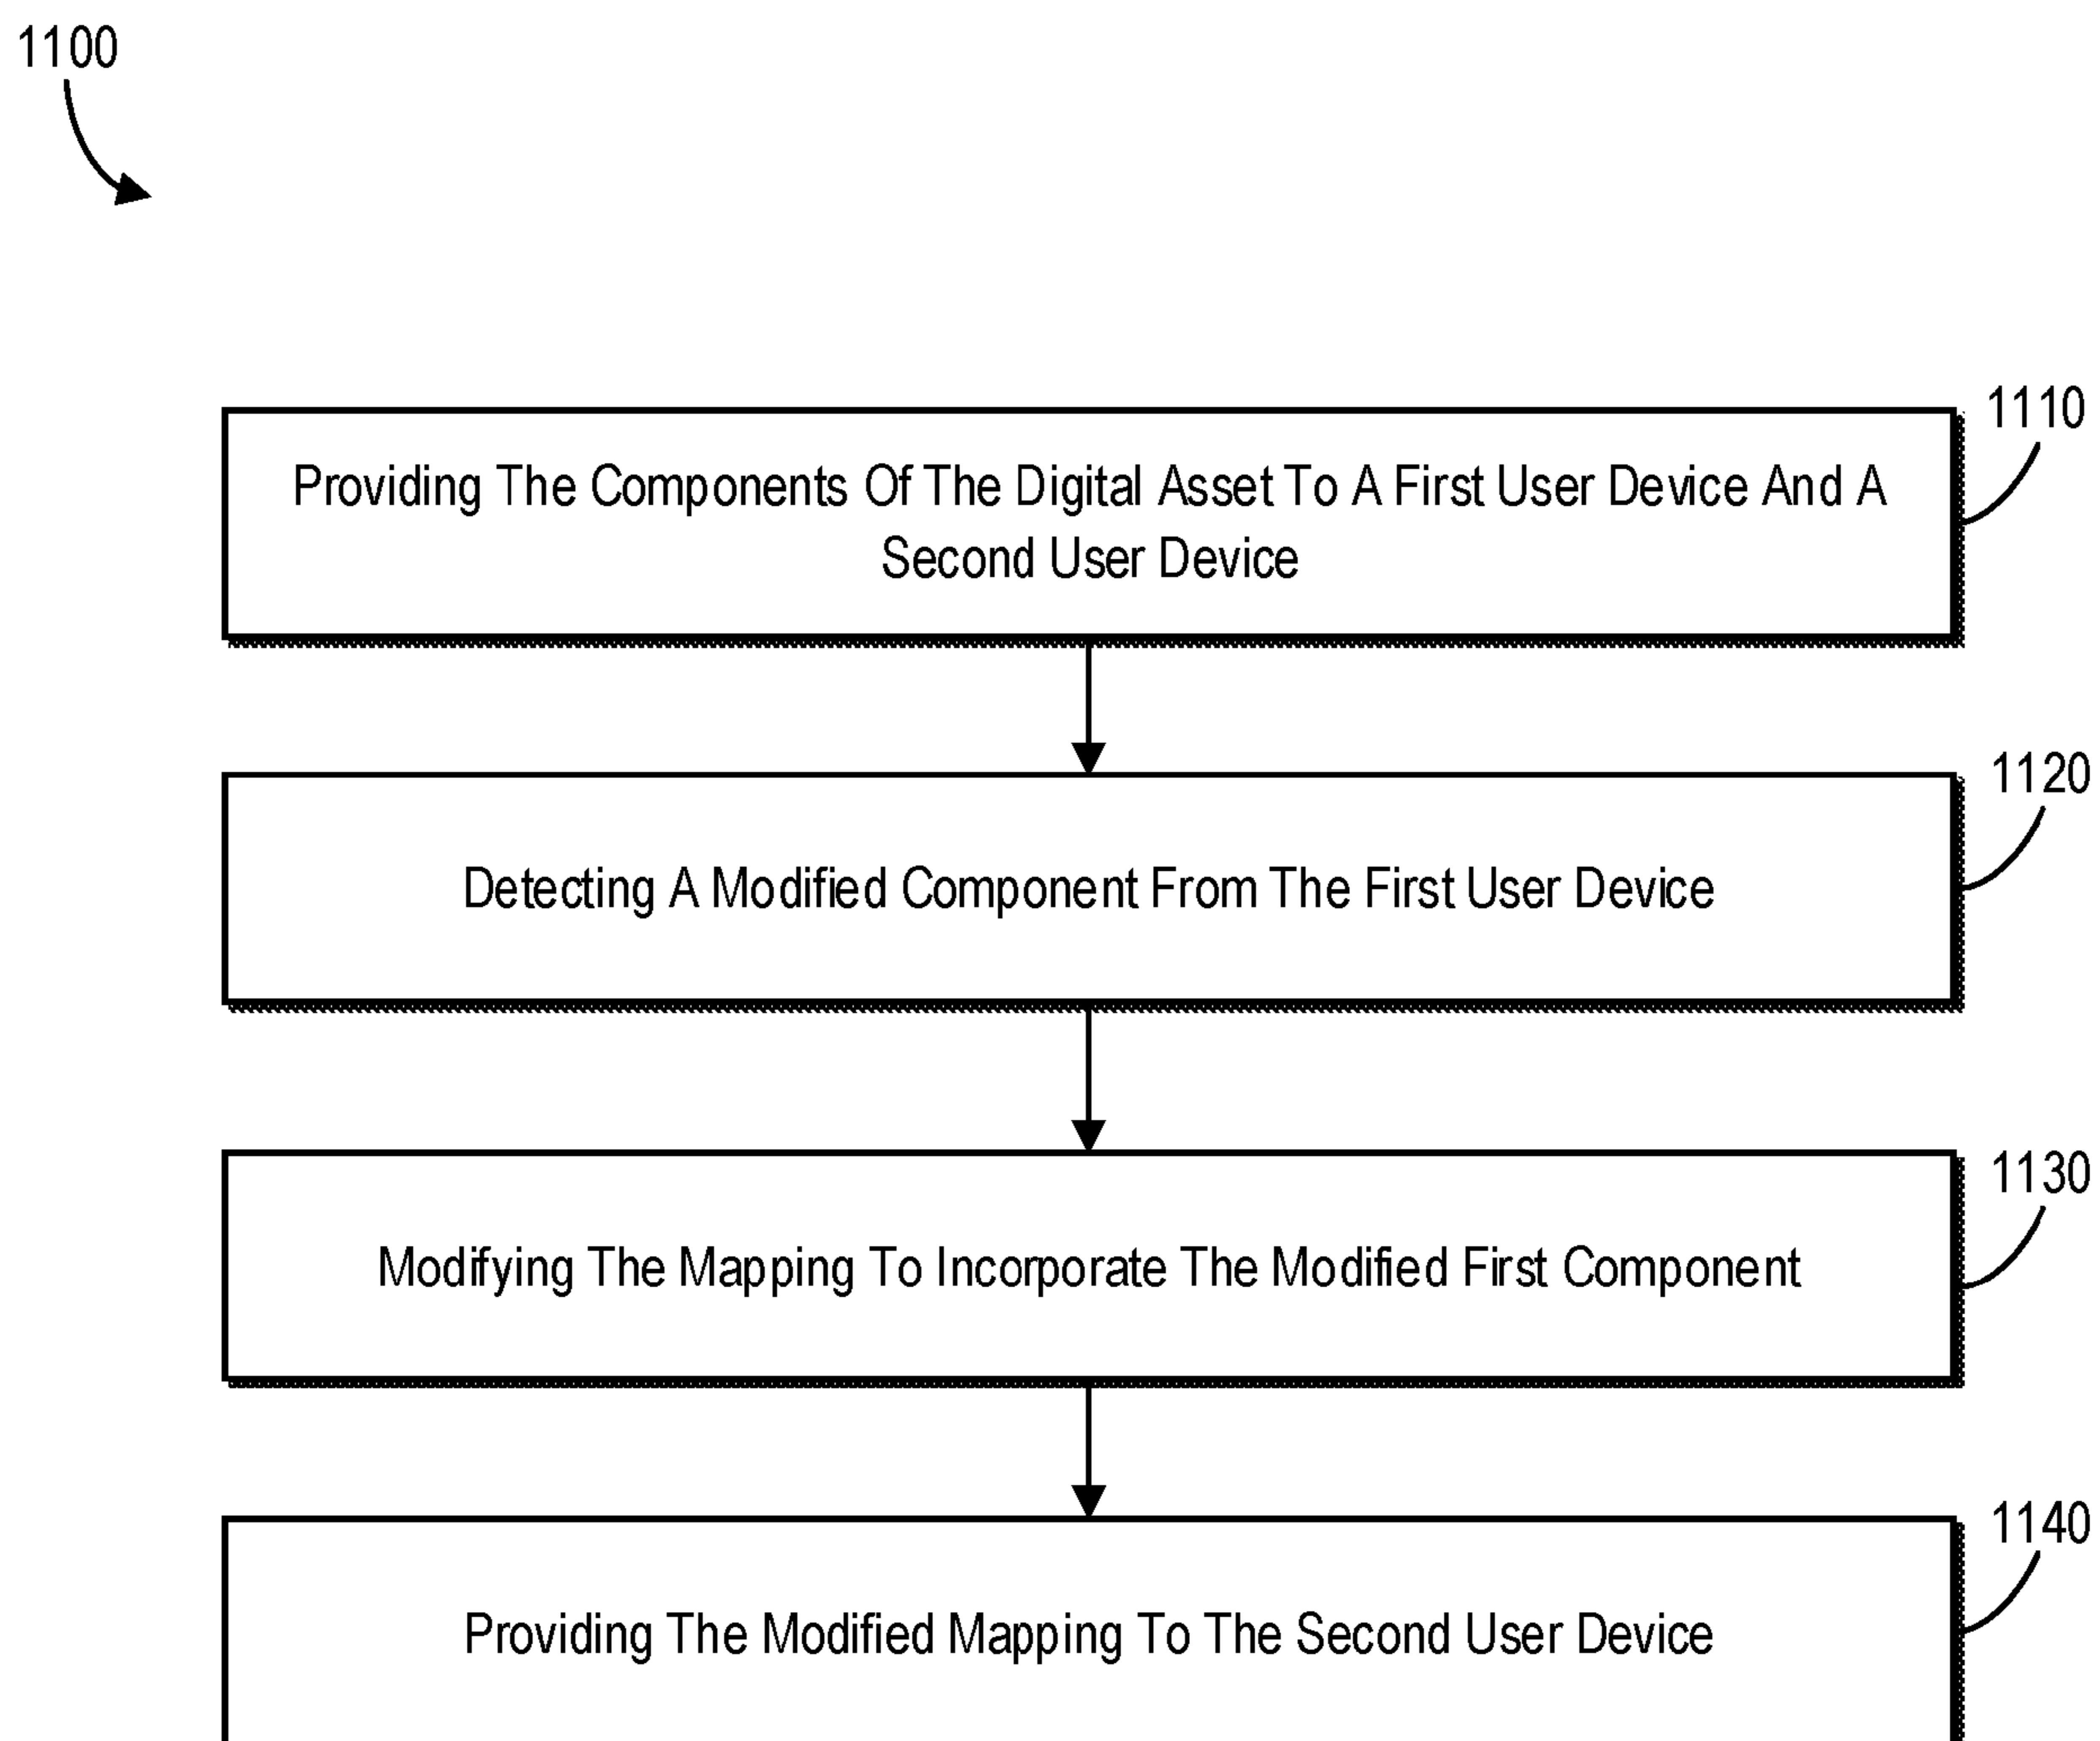 1100
1110
Providing The Components Of The Digital Asset To A First User Device And A
Second User Device
1120
Detecting A Modified Component From The First User Device
1130
Modifying The Mapping To Incorporate The Modified First Component
1140
Providing The Modified Mapping To The Second User Device